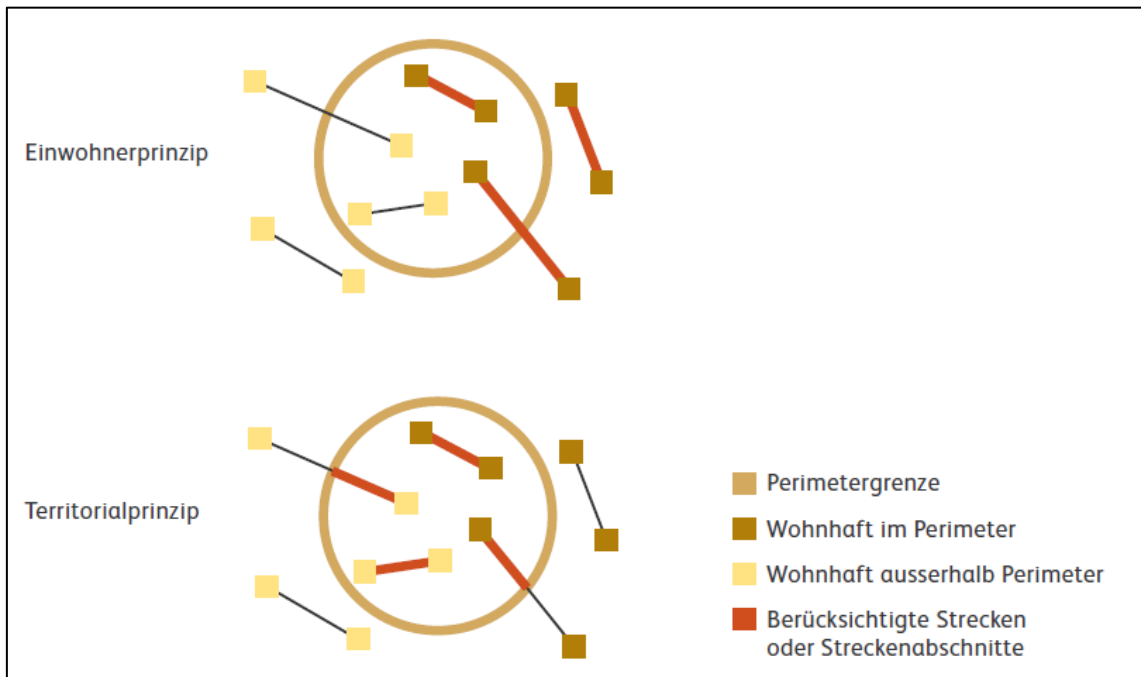 Einwohnerprinzip
Territorialprinzip
Perimetergrenze
Wohnhaft im Perimeter
Wohnhaft ausserhalb Perimeter
Berücksichtigte Strecken
oder Streckenabschnitte